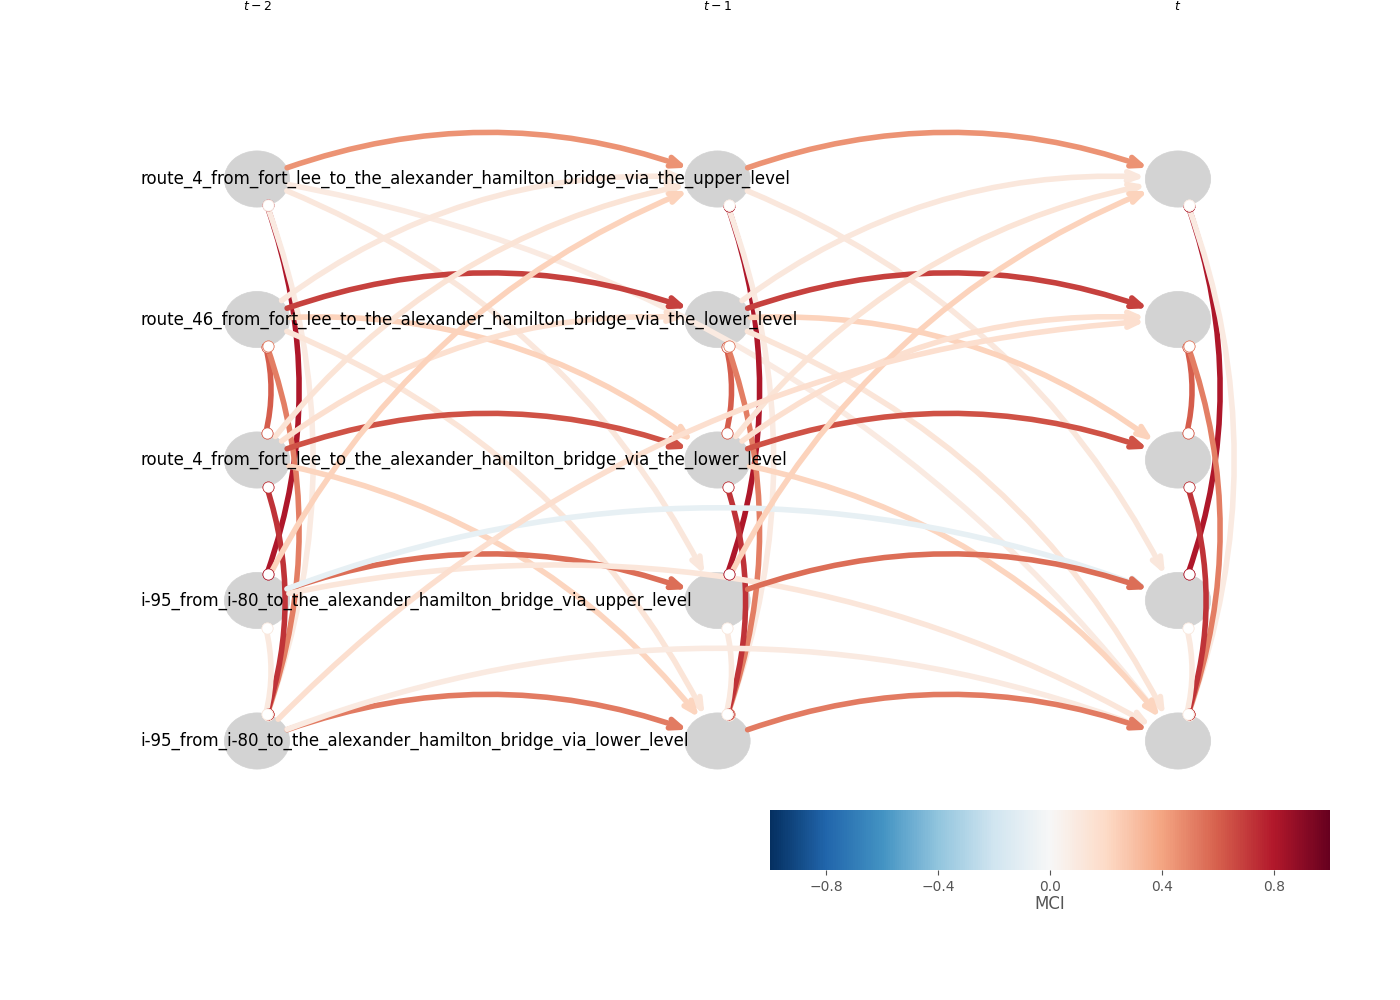 t − 2 t − 1 t
route_4_from_fort_lee_to_the_alexander_hamilton_bridge_via_the_upper_level
route_46_from_fort_lee_to_the_alexander_hamilton_bridge_via_the_lower_level
route_4_from_fort_lee_to_the_alexander_hamilton_bridge_via_the_lower_level
i-95_from_i-80_to_the_alexander_hamilton_bridge_via_upper_level
i-95_from_i-80_to_the_alexander_hamilton_bridge_via_lower_level
−0.8 −0.4 0.0 0.4 0.8
MCI